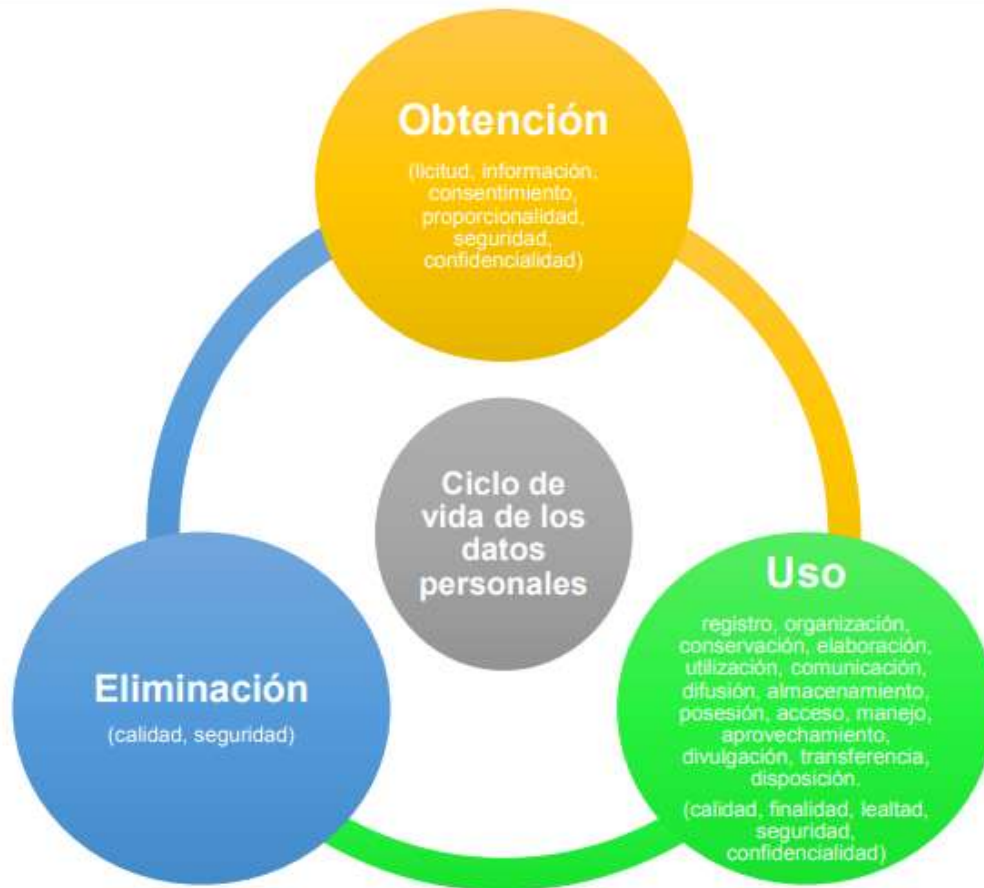 Obtención
(licitud, información,
consentimiento,
proporcionalidad,
seguridad,
confidencialidad)
Ciclo de
vida de los
datos
personales
Uso
registro, organización,
conservación, elaboración,
utilización, comunicación,
difusión, almacenamiento,
posesión, acceso, manejo,
aprovechamiento,
divulgación, transferencia,
disposición.
(calidad, finalidad, lealtad,
seguridad,
confidencialidad)
Eliminación
(calidad, seguridad)